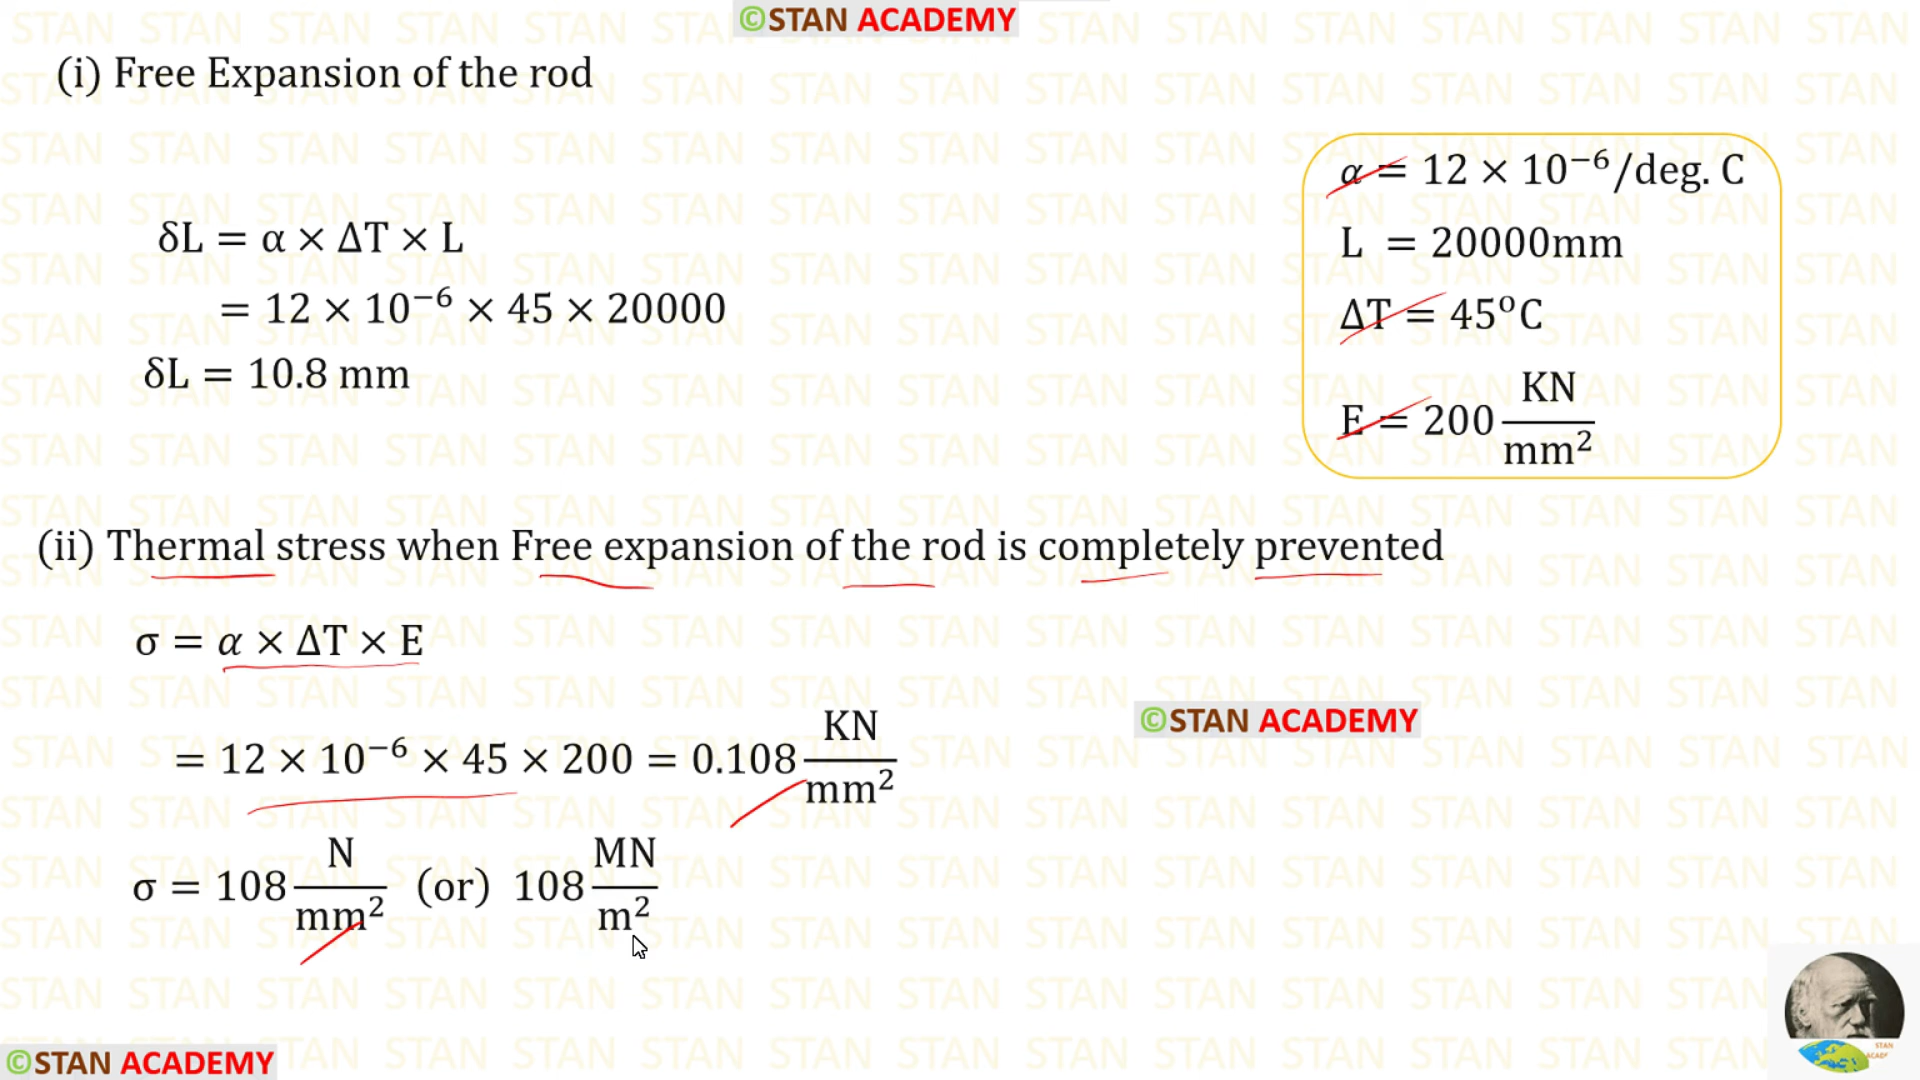 ©STAN ACADEMY
(i) Free Expansion of the rod
δL = α × ΔT × L
= 12 × 10⁻⁶ × 45 × 20000
δL = 10.8 mm
α = 12 × 10⁻⁶/deg. C
L = 20000mm
ΔT = 45°C
E = 200 KN/mm²
(ii) Thermal stress when Free expansion of the rod is completely prevented
σ = α × ΔT × E
= 12 × 10⁻⁶ × 45 × 200 = 0.108 KN/mm²
©STAN ACADEMY
σ = 108 N/mm² (or) 108 MN/m²
©STAN ACADEMY
STAN